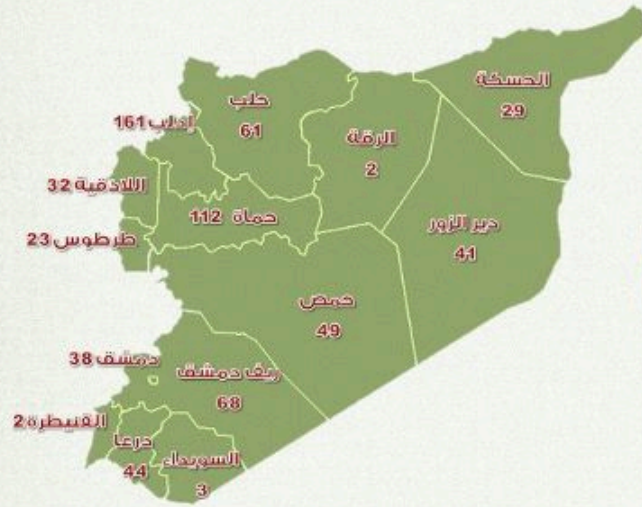 الحسكة
29
حلب
61
إدلب 161
الرقة
2
اللاذقية 32
حماة 112
دير الزور
41
طرطوس 23
حمص
49
دمشق 38
ريف دمشق
68
القنيطرة 2
درعا
44
السويداء
3